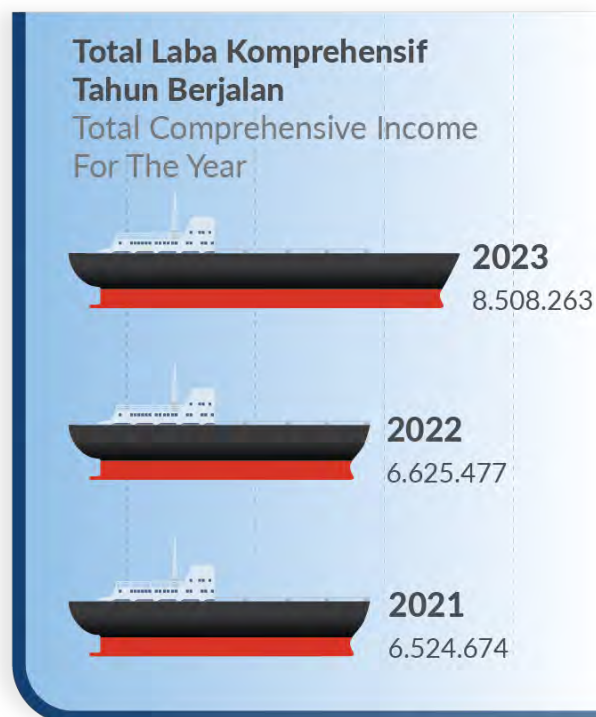 Total Laba Komprehensif
Tahun Berjalan
Total Comprehensive Income
For The Year
2023
8.508.263
2022
6.625.477
2021
6.524.674